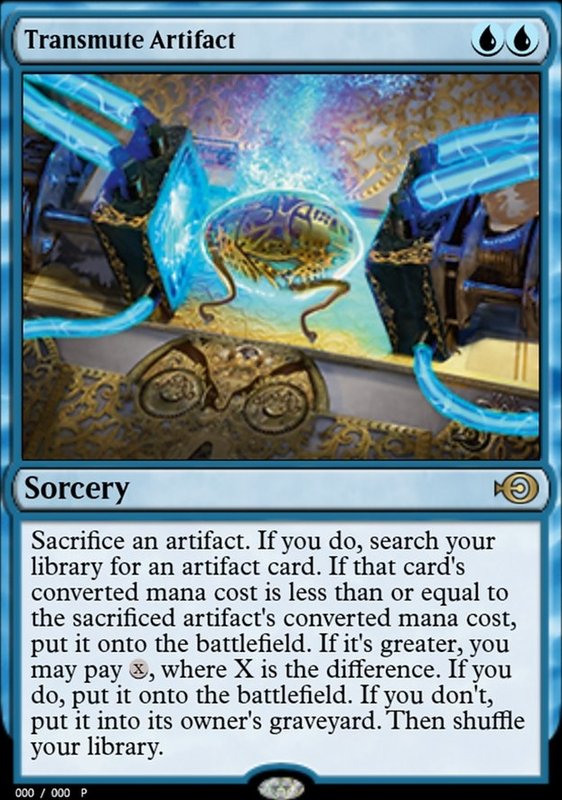 Transmute Artifact
Sorcery
Sacrifice an artifact. If you do, search your
library for an artifact card. If that card's
converted mana cost is less than or equal to
the sacrificed artifact's converted mana cost,
put it onto the battlefield. If it's greater, you
may pay X, where X is the difference. If you
do, put it onto the battlefield. If you don't,
put it into its owner's graveyard. Then shuffle
your library.
000 / 000 P